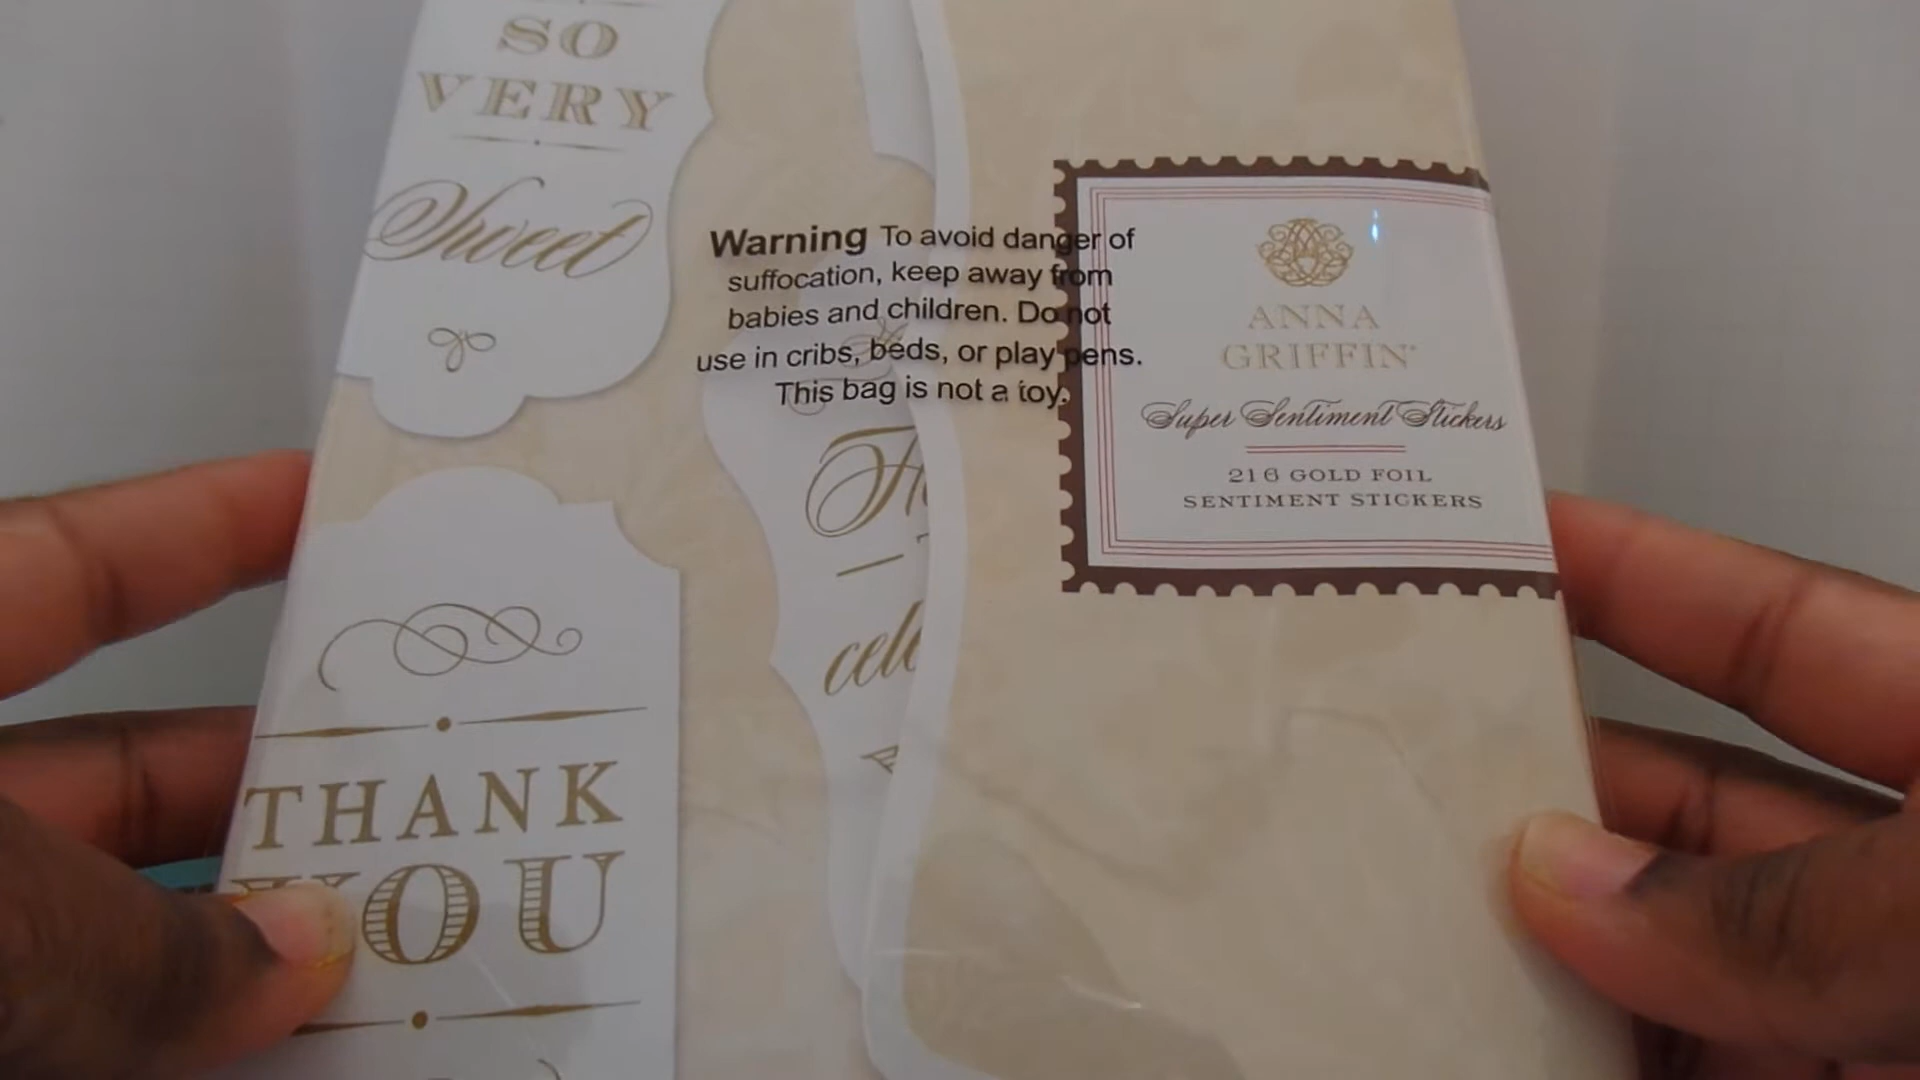 SO
VERY
Sweet
THANK
YOU
Warning To avoid danger of
suffocation, keep away from
babies and children. Do not
use in cribs, beds, or play pens.
This bag is not a toy.
ANNA
GRIFFIN
Super Sentiment Stickers
216 GOLD FOIL
SENTIMENT STICKERS